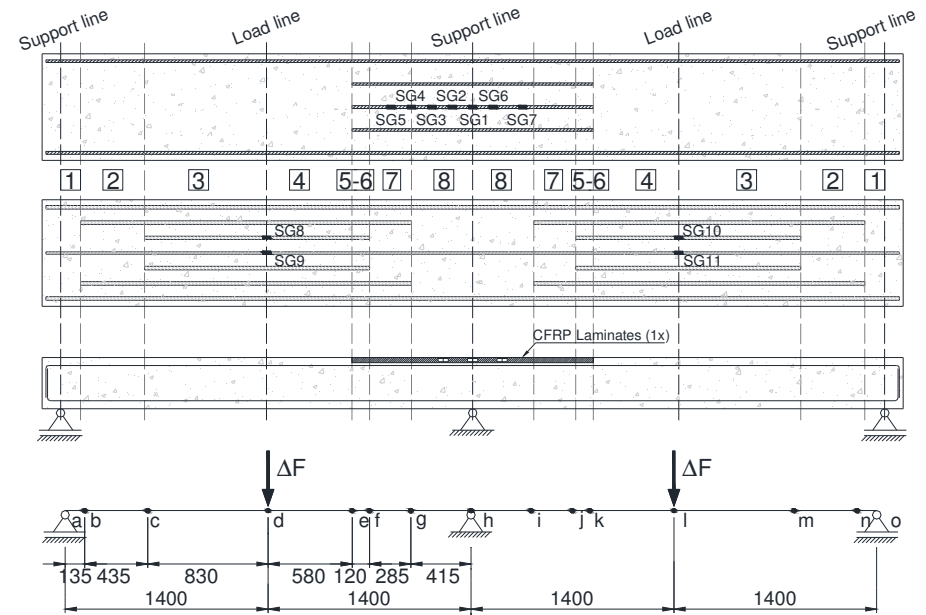 Support line Load line Support line Load line Support line
SG4 SG2 SG6
SG5 SG3 SG1 SG7
1 2 3 4 5-6 7 8 8 7 5-6 4 3 2 1
SG8 SG10
SG9 SG11
CFRP Laminates (1x)
ΔF ΔF
a b c d e f g h i j k l m n o
135 435 830 580 120 285 415
1400 1400 1400 1400